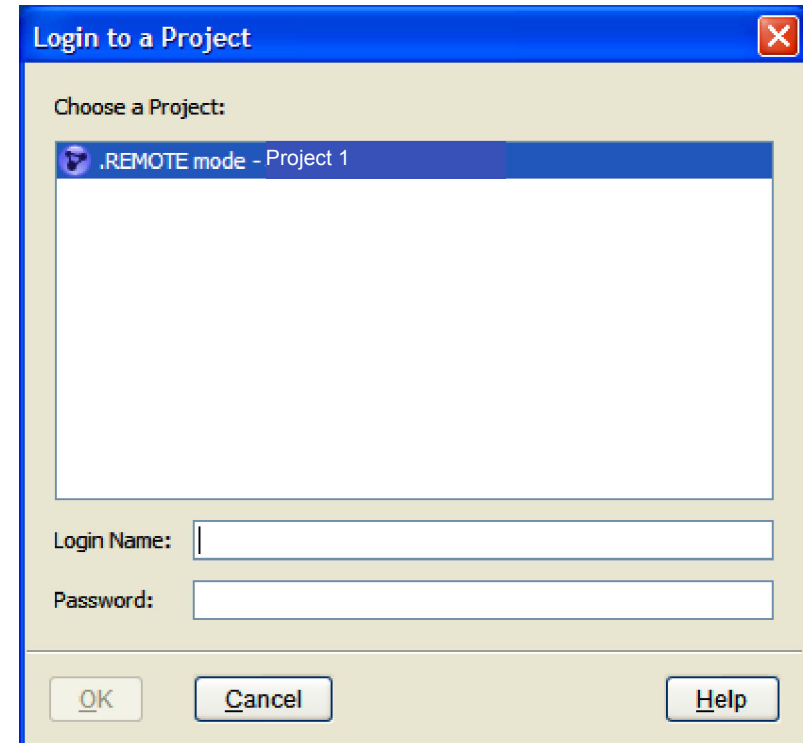 Login to a Project
Choose a Project:
.REMOTE mode - Project 1
Login Name:
Password:
OK Cancel Help